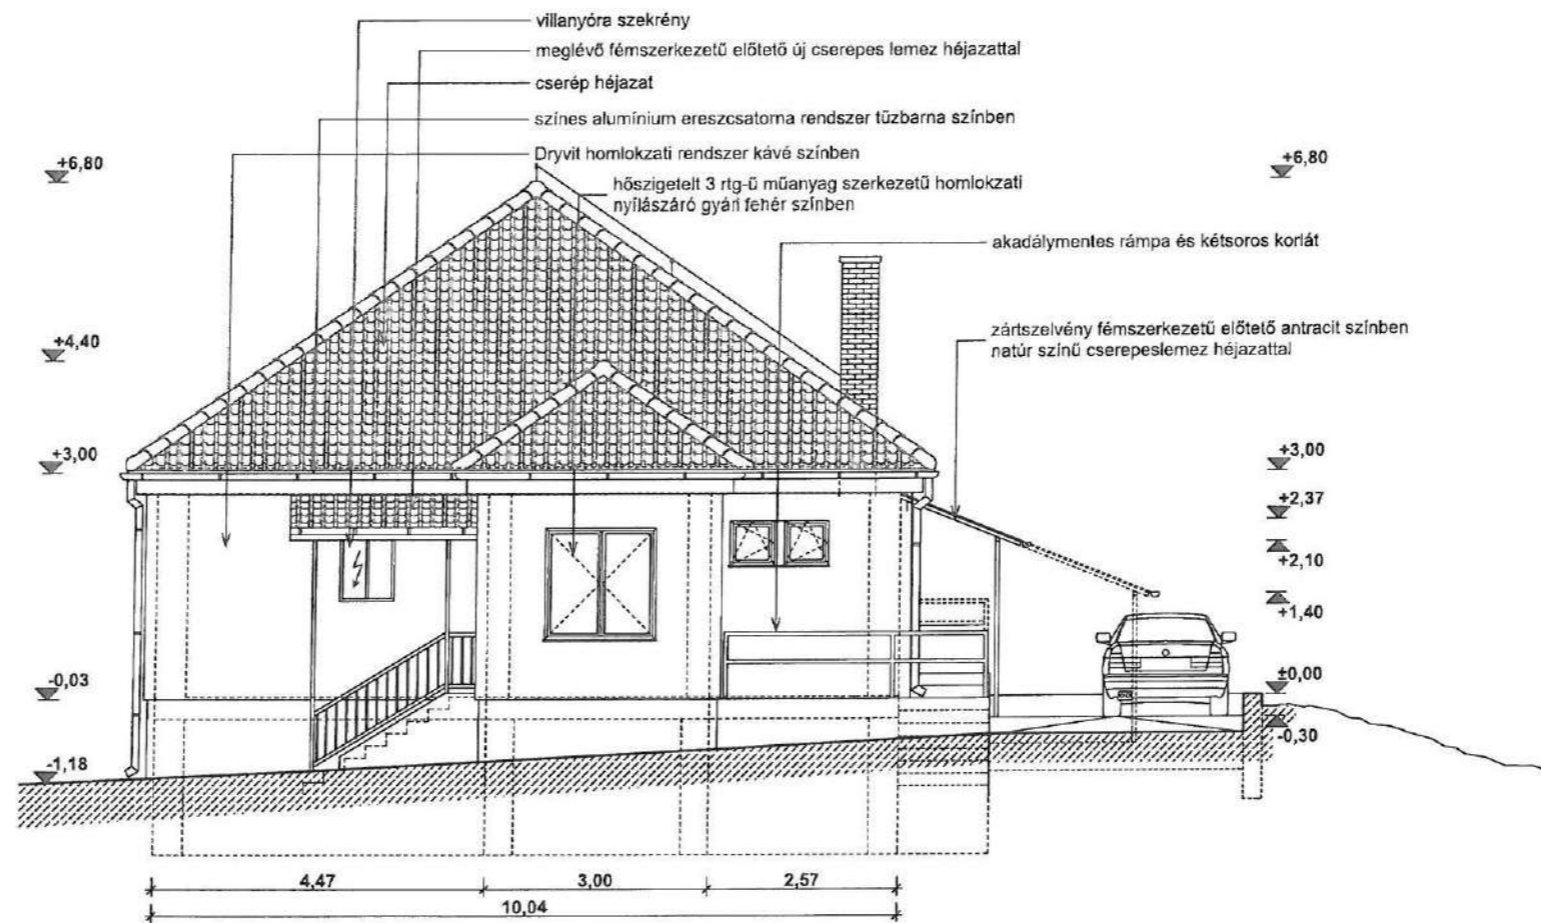 villanyóra szekrény
meglévő fémszerkezetű előtető új cserepes lemez héjazattal
cserép héjazat
színes alumínium ereszcsatorna rendszer tűzbarna színben
Dryvit homlokzati rendszer kávé színben
hőszigetelt 3 rtg-ű műanyag szerkezetű homlokzati
nyílászáró gyári fehér színben
akadálymentes rámpa és kétsoros korlát
zártszelvény fémszerkezetű előtető antracit színben
natúr színű cserepeslemez héjazattal
+6,80
+4,40
+3,00
-0,03
-1,18
+6,80
+3,00
+2,37
+2,10
+1,40
±0,00
-0,30
4,47
3,00
2,57
10,04